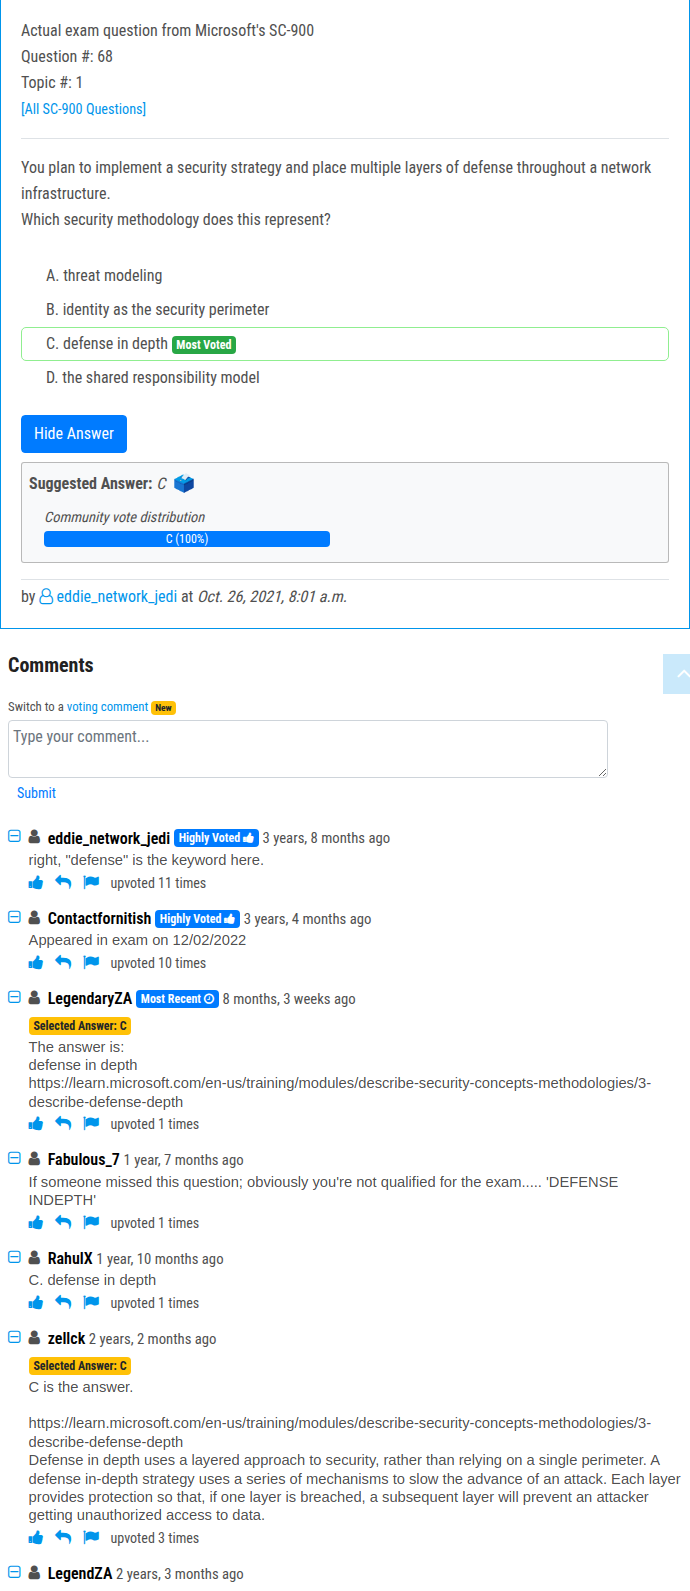 Actual exam question from Microsoft's SC-900
Question #: 68
Topic #: 1
[All SC-900 Questions]
You plan to implement a security strategy and place multiple layers of defense throughout a network
infrastructure.
Which security methodology does this represent?
A. threat modeling
B. identity as the security perimeter
C. defense in depth Most Voted
D. the shared responsibility model
Hide Answer
Suggested Answer: C
Community vote distribution
C (100%)
by eddie_network_jedi at Oct. 26, 2021, 8:01 a.m.
Comments
Switch to a voting comment New
Type your comment...
Submit
eddie_network_jedi Highly Voted 3 years, 8 months ago
right, "defense" is the keyword here.
upvoted 11 times
Contactfornitish Highly Voted 3 years, 4 months ago
Appeared in exam on 12/02/2022
upvoted 10 times
LegendaryZA Most Recent 8 months, 3 weeks ago
Selected Answer: C
The answer is:
defense in depth
https://learn.microsoft.com/en-us/training/modules/describe-security-concepts-methodologies/3-
describe-defense-depth
upvoted 1 times
Fabulous_7 1 year, 7 months ago
If someone missed this question; obviously you're not qualified for the exam..... 'DEFENSE
INDEPTH'
upvoted 1 times
RahulX 1 year, 10 months ago
C. defense in depth
upvoted 1 times
zellck 2 years, 2 months ago
Selected Answer: C
C is the answer.
https://learn.microsoft.com/en-us/training/modules/describe-security-concepts-methodologies/3-
describe-defense-depth
Defense in depth uses a layered approach to security, rather than relying on a single perimeter. A
defense in-depth strategy uses a series of mechanisms to slow the advance of an attack. Each layer
provides protection so that, if one layer is breached, a subsequent layer will prevent an attacker
getting unauthorized access to data.
upvoted 3 times
LegendZA 2 years, 3 months ago